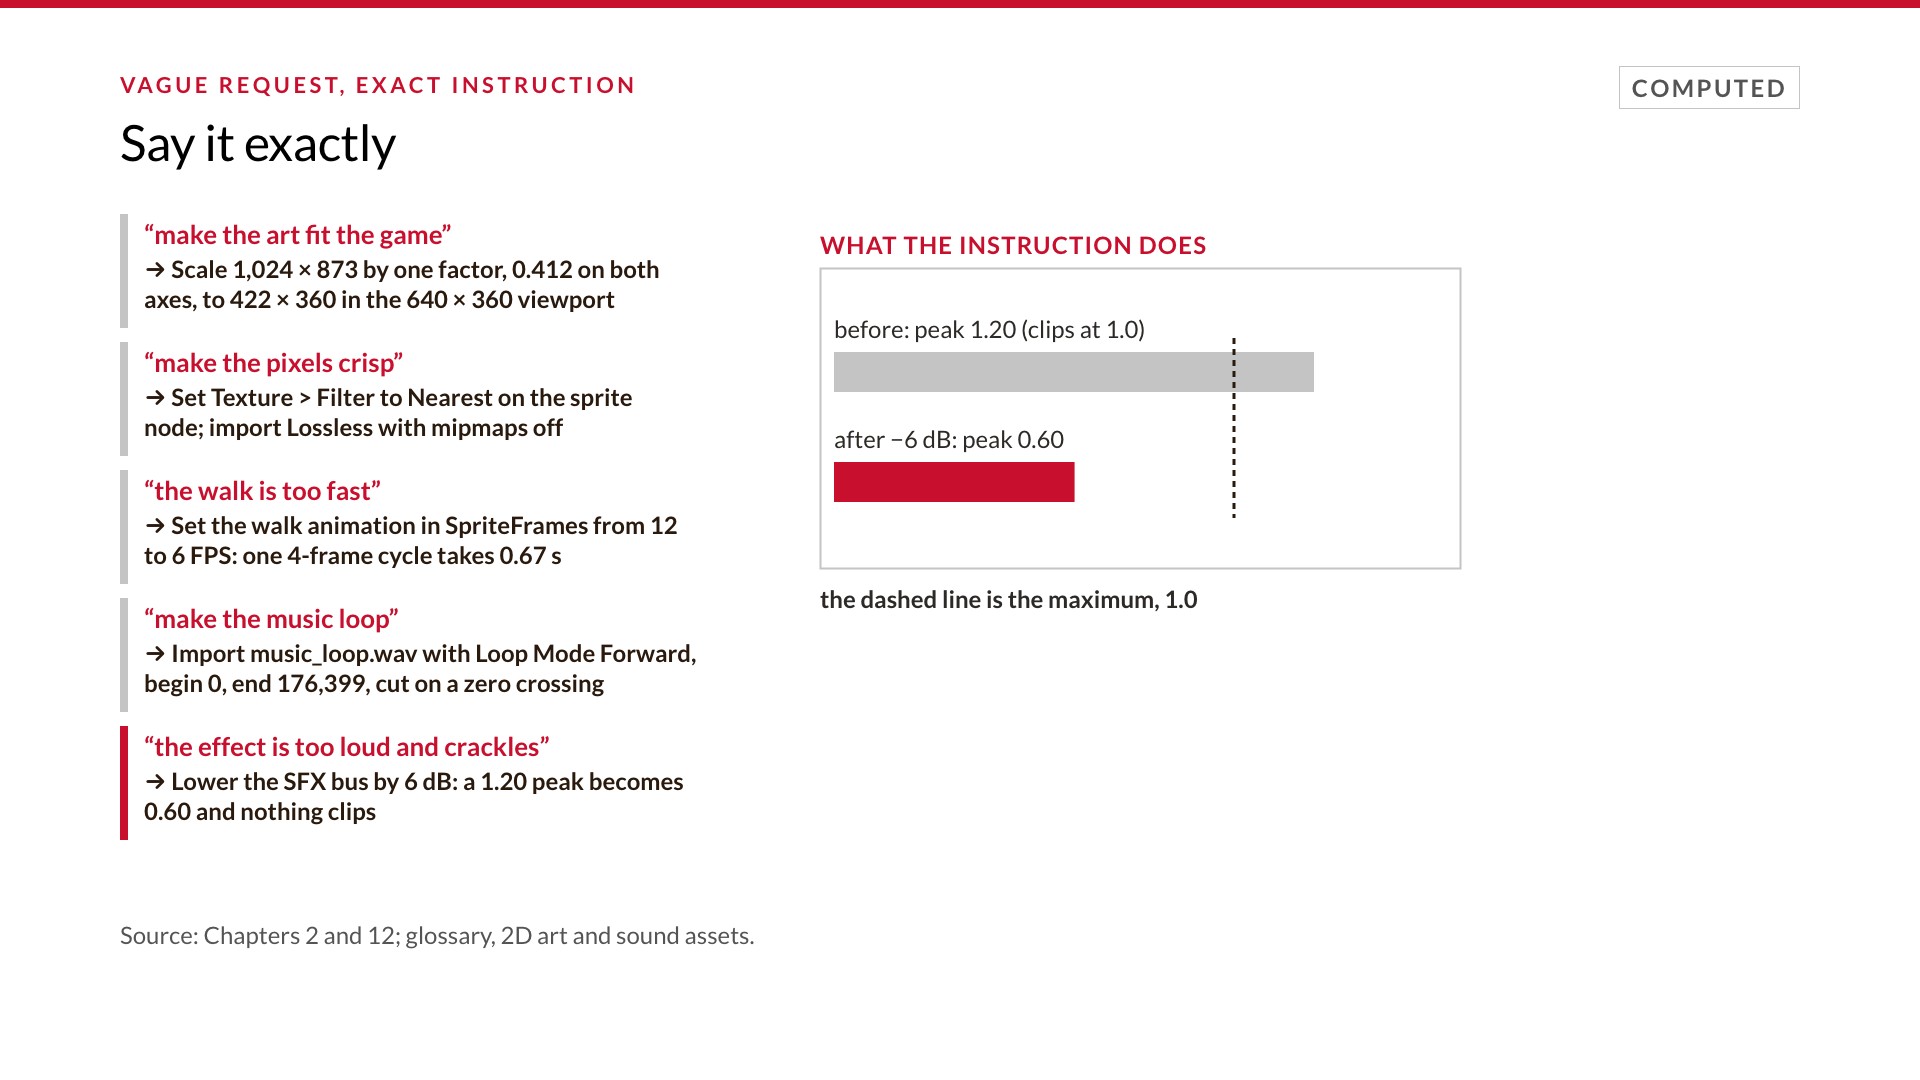 VAGUE REQUEST, EXACT INSTRUCTION
COMPUTED
Say it exactly
“make the art fit the game”
→ Scale 1,024 × 873 by one factor, 0.412 on both
axes, to 422 × 360 in the 640 × 360 viewport
“make the pixels crisp”
→ Set Texture > Filter to Nearest on the sprite
node; import Lossless with mipmaps off
“the walk is too fast”
→ Set the walk animation in SpriteFrames from 12
to 6 FPS: one 4-frame cycle takes 0.67 s
“make the music loop”
→ Import music_loop.wav with Loop Mode Forward,
begin 0, end 176,399, cut on a zero crossing
“the effect is too loud and crackles”
→ Lower the SFX bus by 6 dB: a 1.20 peak becomes
0.60 and nothing clips
WHAT THE INSTRUCTION DOES
before: peak 1.20 (clips at 1.0)
after −6 dB: peak 0.60
the dashed line is the maximum, 1.0
Source: Chapters 2 and 12; glossary, 2D art and sound assets.